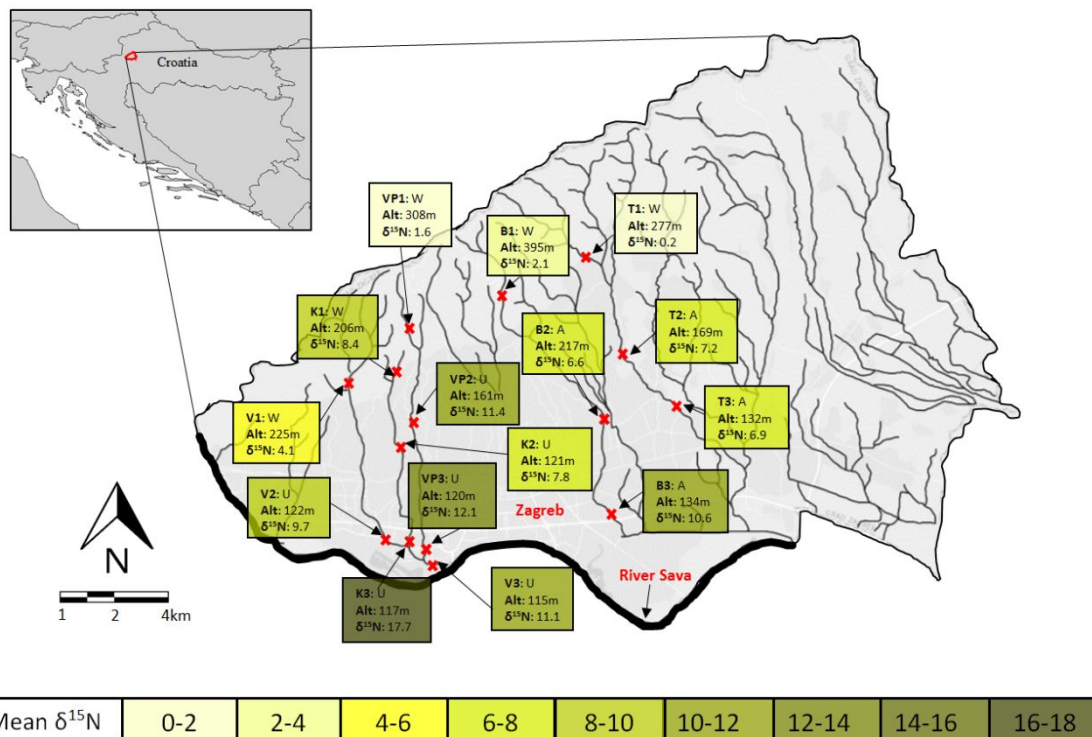 Croatia
VP1: W
Alt: 308m
δ¹⁵N: 1.6
B1: W
Alt: 395m
δ¹⁵N: 2.1
T1: W
Alt: 277m
δ¹⁵N: 0.2
K1: W
Alt: 206m
δ¹⁵N: 8.4
B2: A
Alt: 217m
δ¹⁵N: 6.6
T2: A
Alt: 169m
δ¹⁵N: 7.2
VP2: U
Alt: 161m
δ¹⁵N: 11.4
V1: W
Alt: 225m
δ¹⁵N: 4.1
T3: A
Alt: 132m
δ¹⁵N: 6.9
K2: U
Alt: 121m
δ¹⁵N: 7.8
VP3: U
Alt: 120m
δ¹⁵N: 12.1
V2: U
Alt: 122m
δ¹⁵N: 9.7
Zagreb
B3: A
Alt: 134m
δ¹⁵N: 10.6
GRAD ZAGREB
GRAD ZAGREB
N
1 2 4km
K3: U
Alt: 117m
δ¹⁵N: 17.7
V3: U
Alt: 115m
δ¹⁵N: 11.1
River Sava
Mean δ¹⁵N 0-2 2-4 4-6 6-8 8-10 10-12 12-14 14-16 16-18